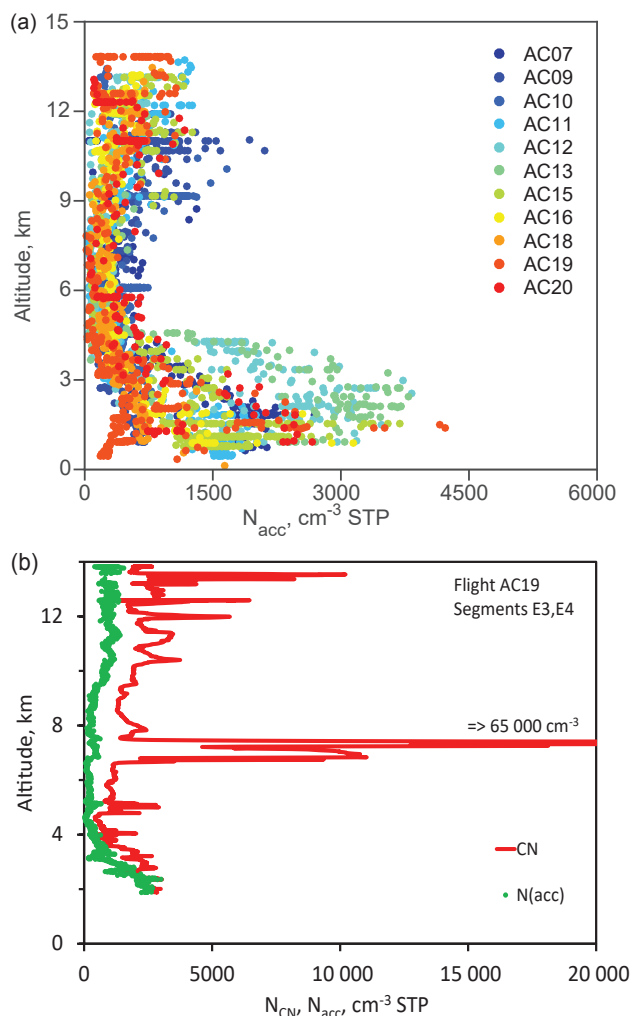 (a)
15
12
9
6
3
0
Altitude, km
AC07
AC09
AC10
AC11
AC12
AC13
AC15
AC16
AC18
AC19
AC20
0 1500 3000 4500 6000
N_acc, cm⁻³ STP
(b)
Flight AC19
Segments E3,E4
12
8
4
0
Altitude, km
=> 65 000 cm⁻³
CN
N(acc)
0 5000 10 000 15 000 20 000
N_CN, N_acc, cm⁻³ STP